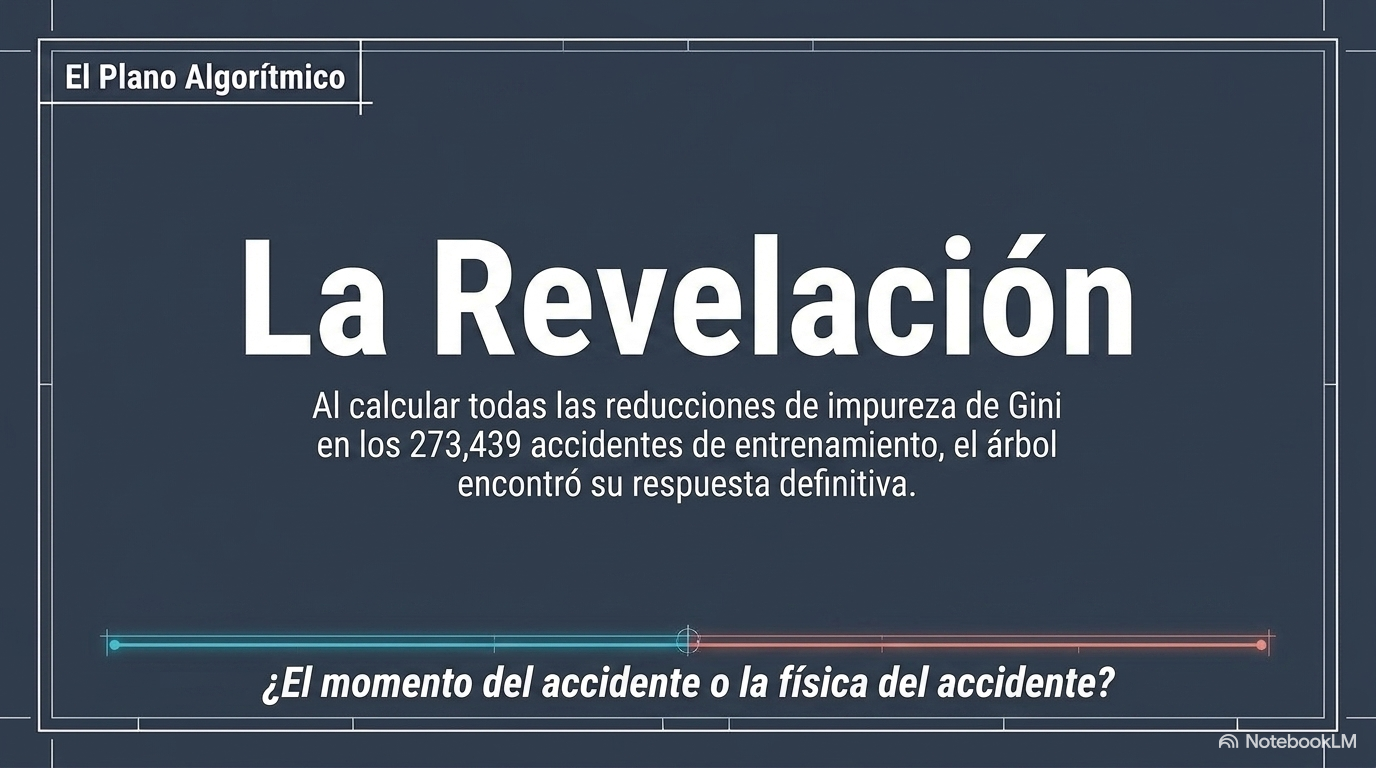 El Plano Algorítmico
La Revelación
Al calcular todas las reducciones de impureza de Gini
en los 273,439 accidentes de entrenamiento, el árbol
encontró su respuesta definitiva.
¿El momento del accidente o la física del accidente?
NotebookLM